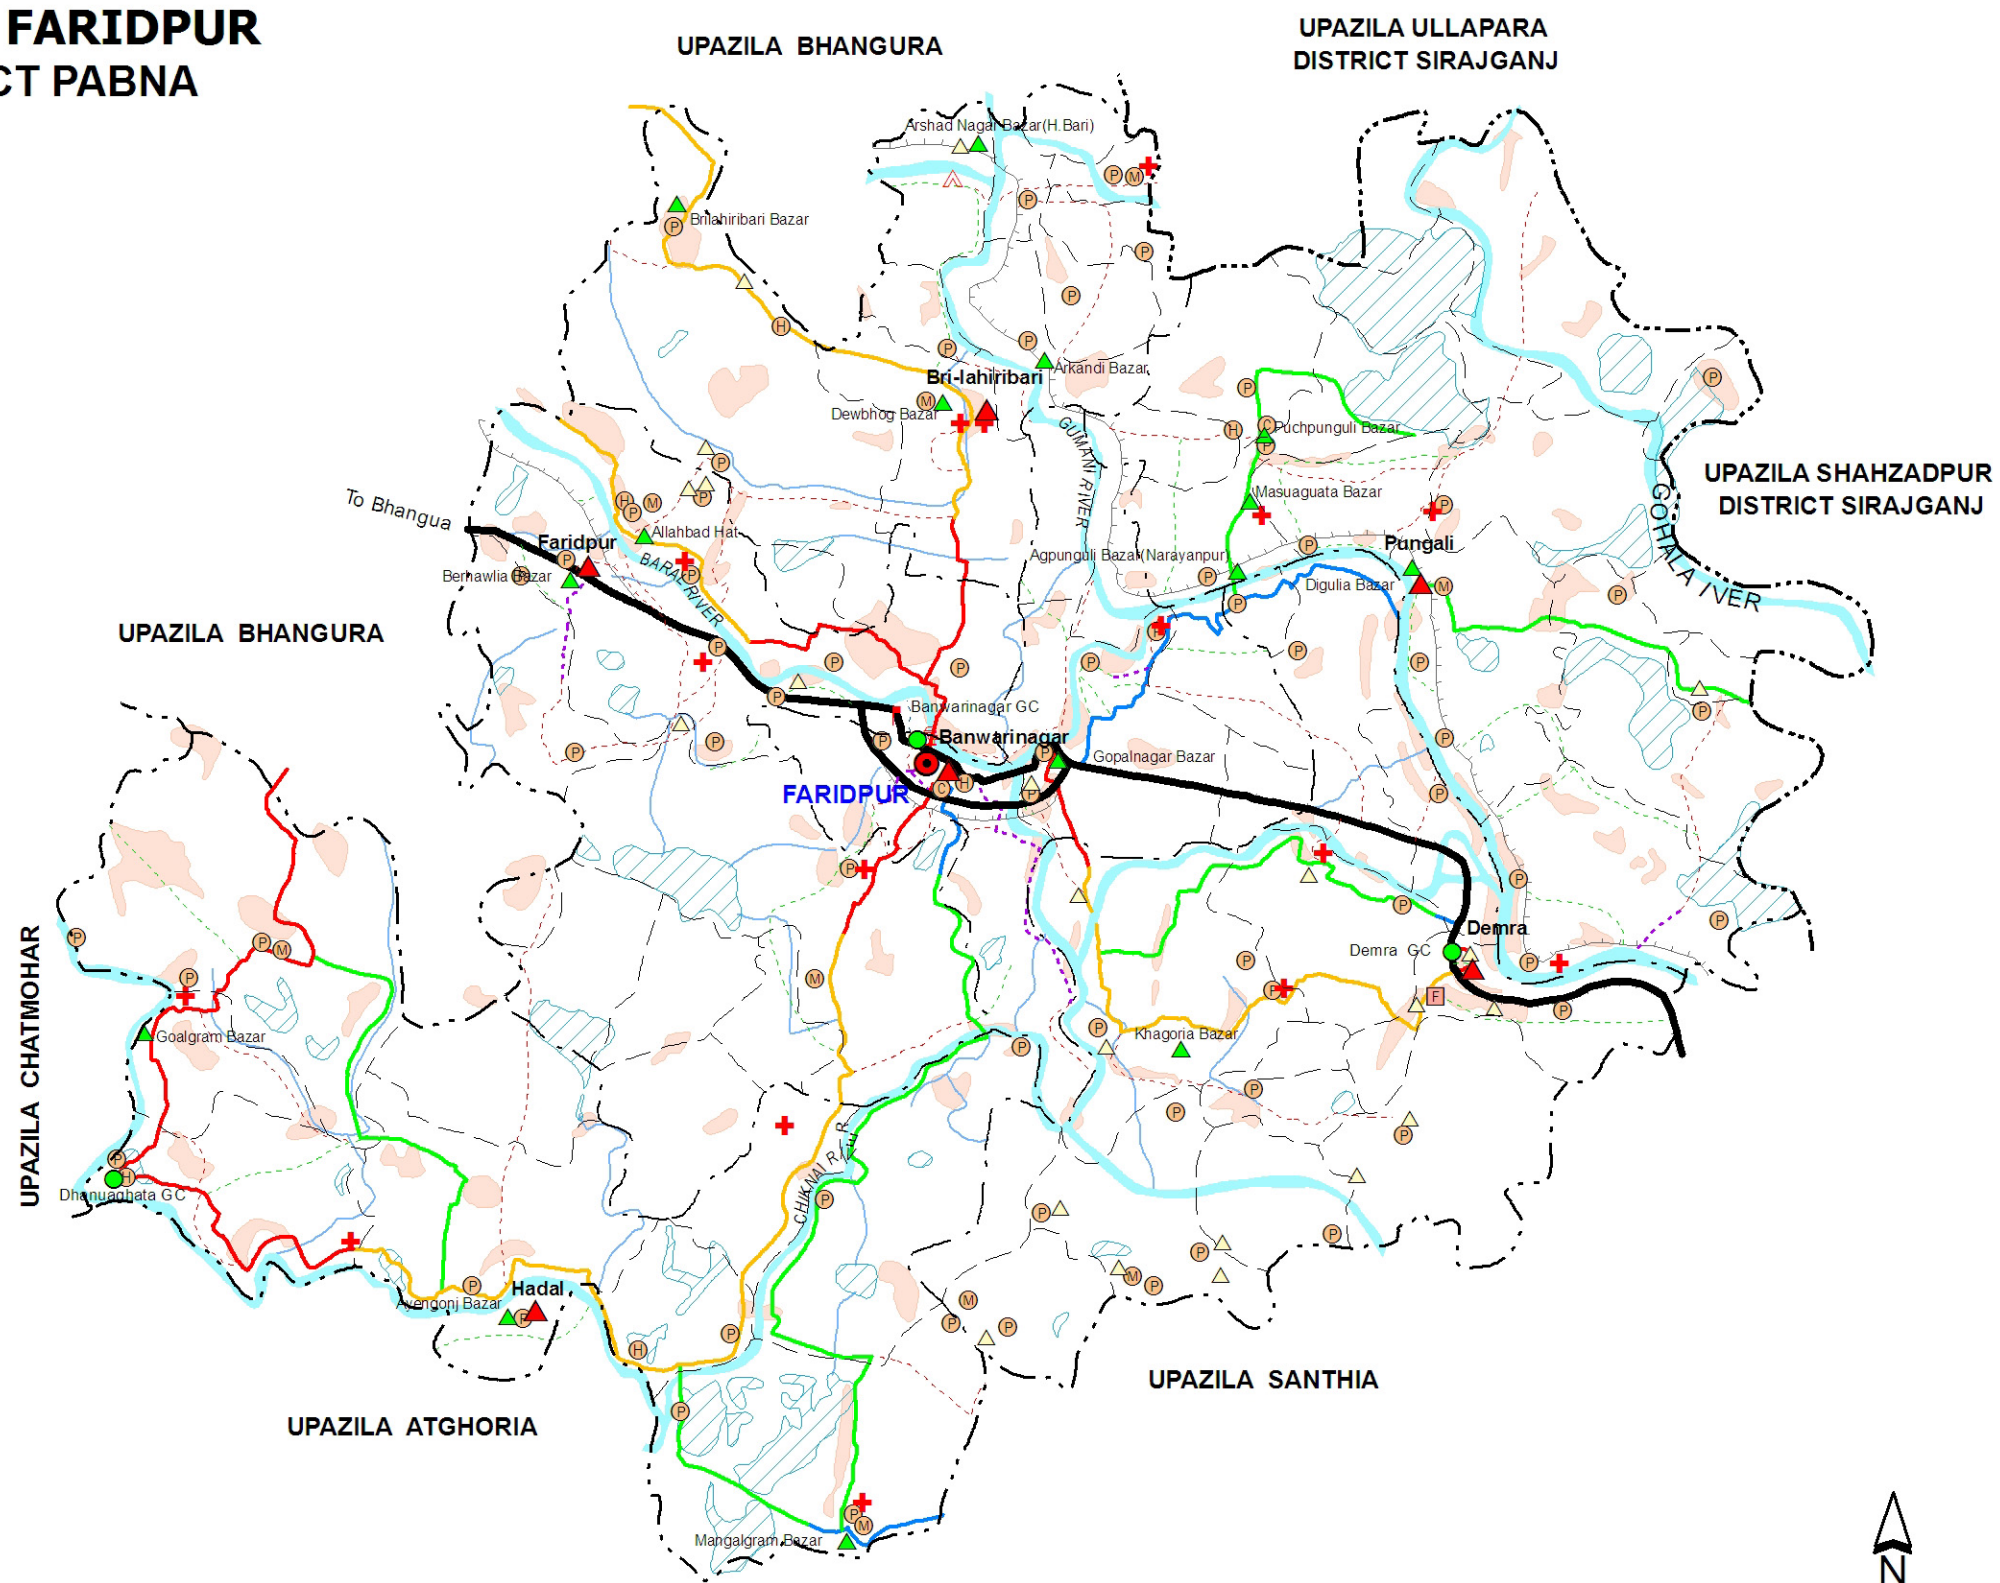 FARIDPUR
CT PABNA
UPAZILA BHANGURA
UPAZILA ULLAPARA
DISTRICT SIRAJGANJ
Arshad Nagar Bazar(H.Bari)
Brilahiribari Bazar
Bri-lahiribari
Arkandi Bazar
Dewbhog Bazar
GUMANI RIVER
Puchpunguli Bazar
Masuaguata Bazar
UPAZILA SHAHZADPUR
DISTRICT SIRAJGANJ
GOHALA IVER
To Bhangua
Allahbad Hat
Faridpur
Berhawlia Bazar
BARAL RIVER
Agpunguli Bazar(Narayanpur)
Pungali
Digulia Bazar
UPAZILA BHANGURA
Banwarinagar GC
Banwarinagar
Gopalnagar Bazar
FARIDPUR
Demra
Demra GC
UPAZILA CHATMOHAR
Goalgram Bazar
Khagoria Bazar
CHIKNAI
Dhanuaghata GC
Hadal
Ayengonj Bazar
UPAZILA SANTHIA
UPAZILA ATGHORIA
Mangalgram Bazar
N